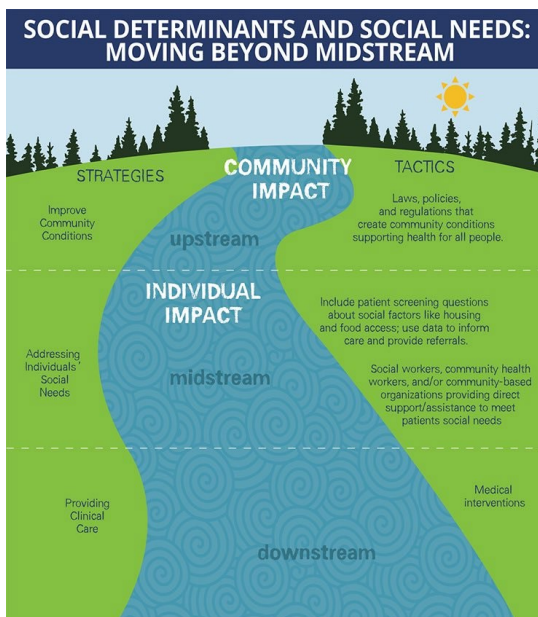 SOCIAL DETERMINANTS AND SOCIAL NEEDS:
MOVING BEYOND MIDSTREAM
STRATEGIES
COMMUNITY
IMPACT
TACTICS
Improve
Community
Conditions
upstream
Laws, policies,
and regulations that
create community conditions
supporting health for all people.
INDIVIDUAL
IMPACT
Addressing
Individuals'
Social
Needs
midstream
Include patient screening questions
about social factors like housing
and food access; use data to inform
care and provide referrals.
Social workers, community health
workers, and/or community-based
organizations providing direct
support/assistance to meet
patients social needs
Providing
Clinical
Care
downstream
Medical
interventions